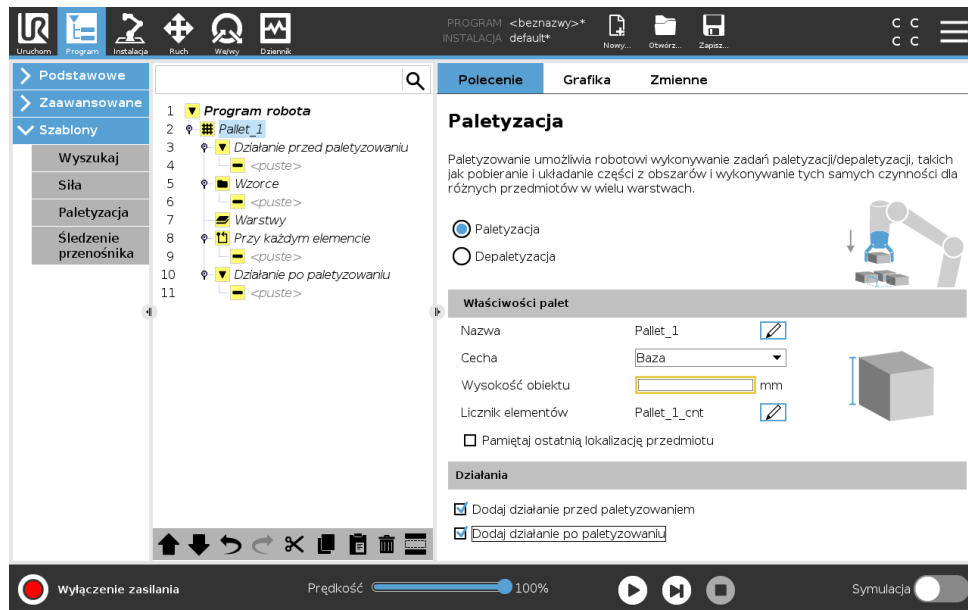 PROGRAM <beznazwy>*
INSTALACJA default*
UR
Uruchom
Program
Instalacja
Ruch
We/wy
Dziennik
Nowy...
Otwórz...
Zapisz...
C C
C C
Podstawowe
Zaawansowane
Szablony
Wyszukaj
Siła
Paletyzacja
Śledzenie
przenośnika
1 Program robota
2 Pallet_1
3 Działanie przed paletyzowaniu
4 <puste>
5 Wzorce
6 <puste>
7 Warstwy
8 Przy każdym elemencie
9 <puste>
10 Działanie po paletyzowaniu
11 <puste>
Polecenie
Grafika
Zmienne
Paletyzacja
Paletyzowanie umożliwia robotowi wykonywanie zadań paletyzacji/depaletyzacji, takich
jak pobieranie i układanie części z obszarów i wykonywanie tych samych czynności dla
różnych przedmiotów w wielu warstwach.
Paletyzacja
Depaletyzacja
Właściwości palet
Nazwa Pallet_1
Cecha Baza
Wysokość obiektu mm
Licznik elementów Pallet_1_cnt
Pamiętaj ostatnią lokalizację przedmiotu
Działania
Dodaj działanie przed paletyzowaniem
Dodaj działanie po paletyzowaniu
Wyłączenie zasilania
Prędkość 100%
Symulacja